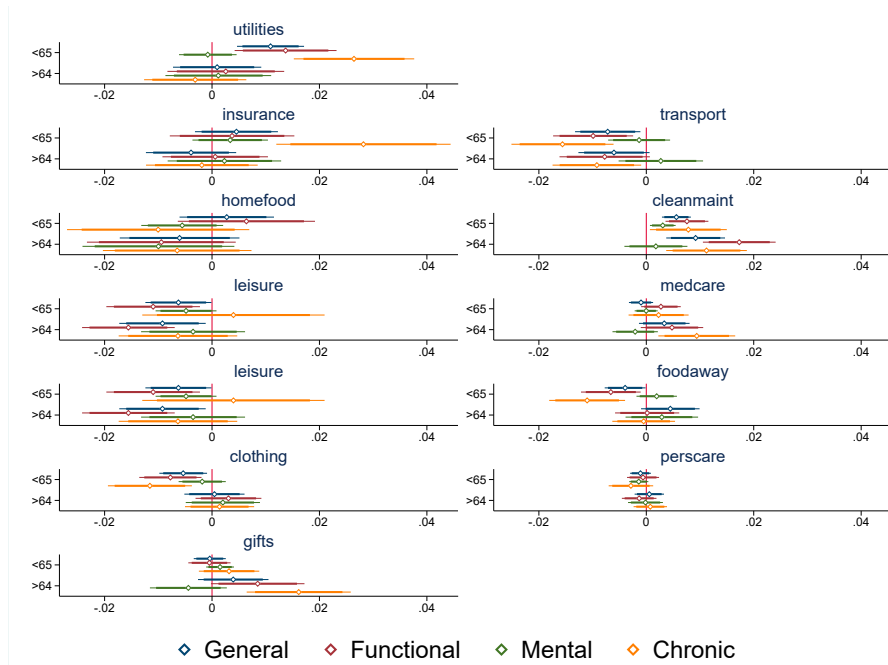 utilities
<65
>64
-.02 0 .02 .04
insurance transport
<65 <65
>64 >64
-.02 0 .02 .04 -.02 0 .02 .04
homefood cleanmaint
<65 <65
>64 >64
-.02 0 .02 .04 -.02 0 .02 .04
leisure medcare
<65 <65
>64 >64
-.02 0 .02 .04 -.02 0 .02 .04
leisure foodaway
<65 <65
>64 >64
-.02 0 .02 .04 -.02 0 .02 .04
clothing perscare
<65 <65
>64 >64
-.02 0 .02 .04 -.02 0 .02 .04
gifts
<65
>64
-.02 0 .02 .04
General Functional Mental Chronic